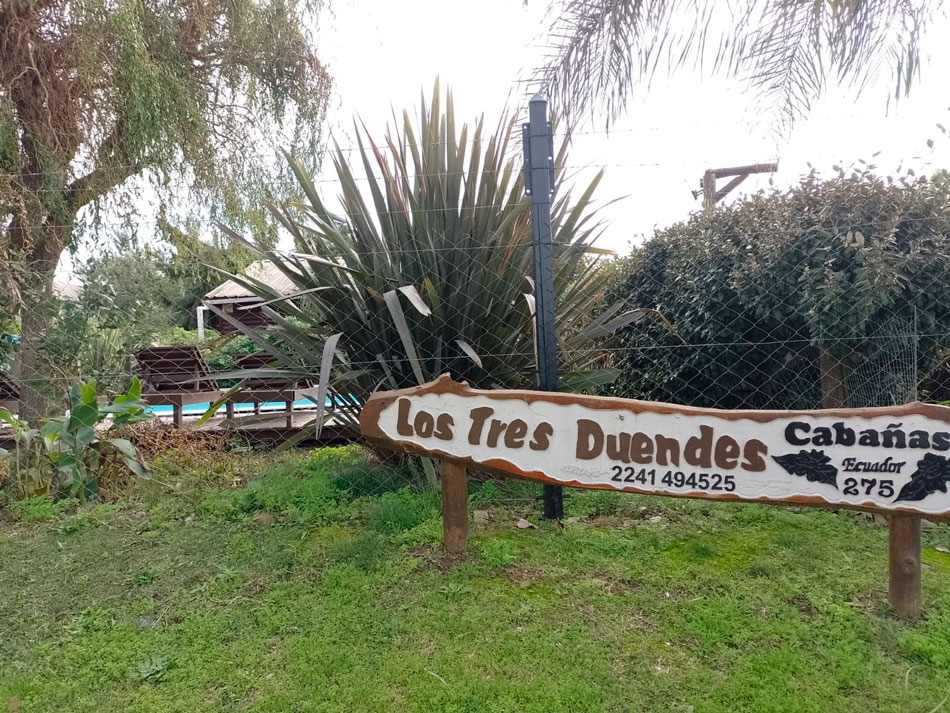 Los Tres Duendes
2241 494525
Cabañas
Ecuador
275